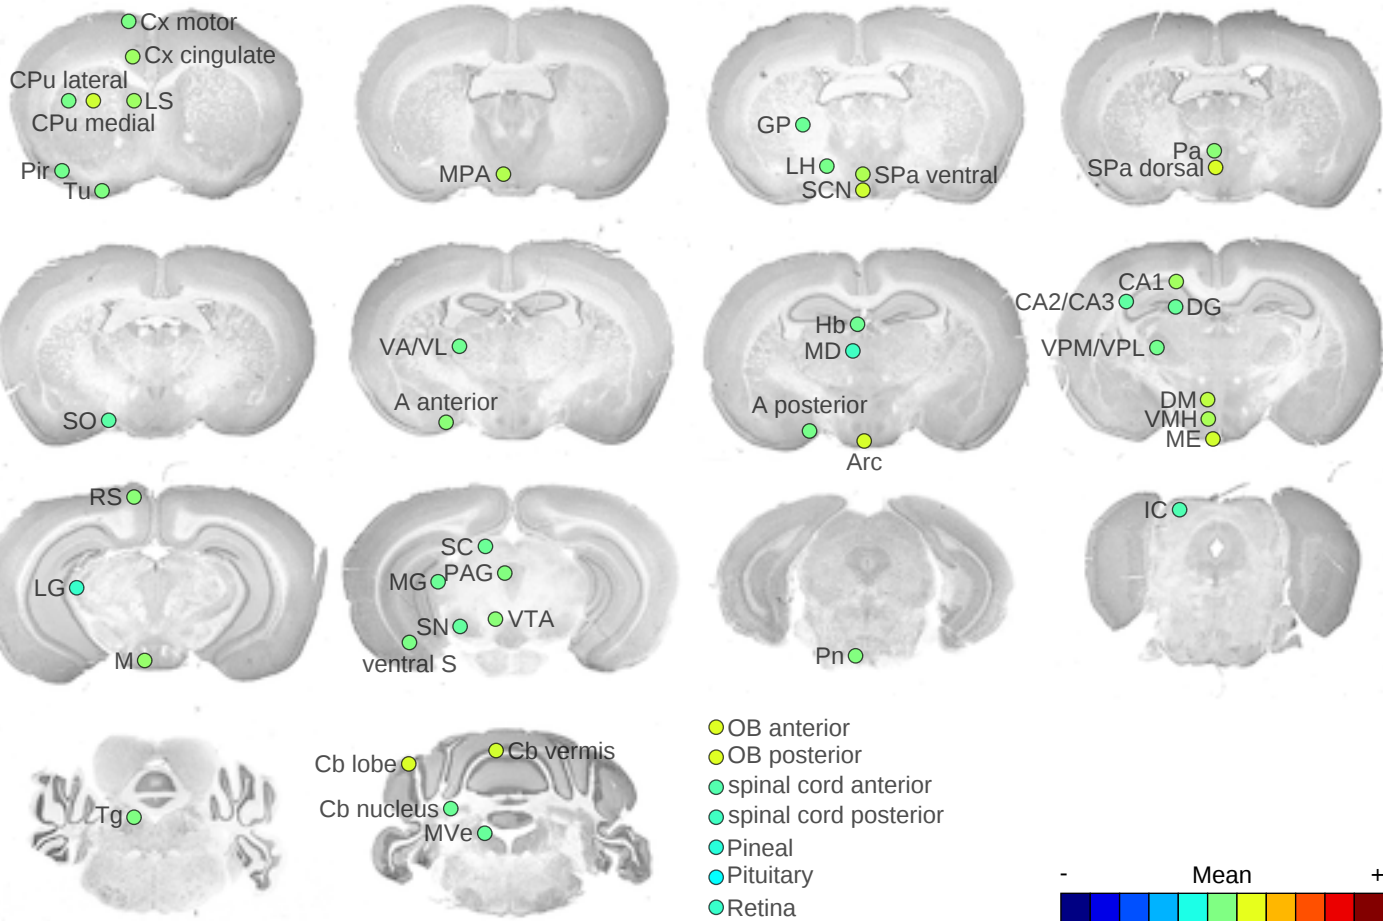 Cx motor
Cx cingulate
CPu lateral
LS
CPu medial
Pir
Tu
MPA
GP
LH
SPa ventral
SCN
Pa
SPa dorsal
SO
VA/VL
A anterior
Hb
MD
A posterior
Arc
CA1
CA2/CA3
DG
VPM/VPL
DM
VMH
ME
RS
LG
M
SC
MG
PAG
SN
VTA
ventral S
Pn
IC
Tg
Cb lobe
Cb vermis
Cb nucleus
MVe
OB anterior
OB posterior
spinal cord anterior
spinal cord posterior
Pineal
Pituitary
Retina
- Mean +